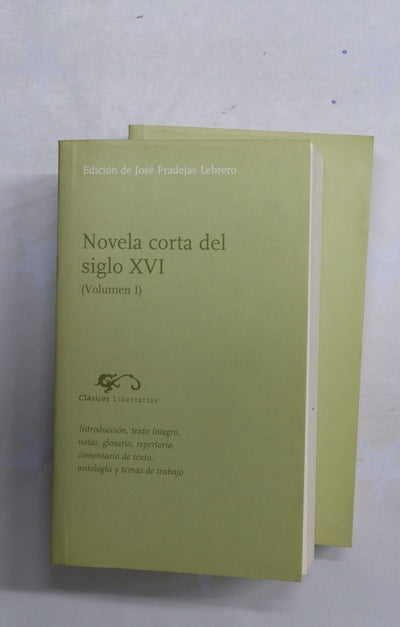 Edición de José Fradejas Lebrero
Novela corta del
siglo XVI
(Volumen I)
Clásicos Libertarias
Introducción, texto íntegro,
notas, glosario, repertorio,
comentario de texto,
antología y temas de trabajo